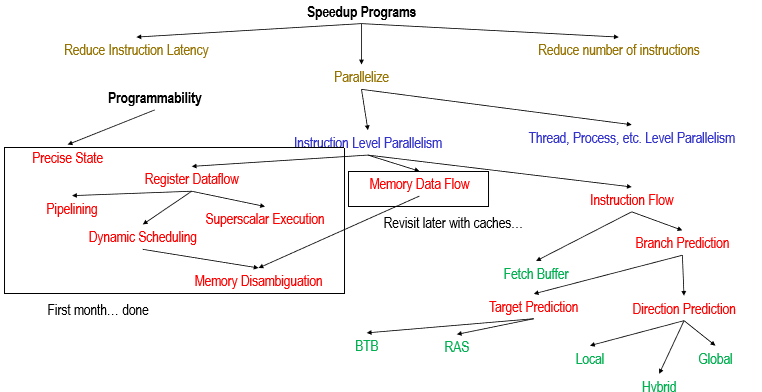 Speedup Programs
Reduce Instruction Latency
Reduce number of instructions
Parallelize
Programmability
Instruction Level Parallelism
Thread, Process, etc. Level Parallelism
Precise State
Register Dataflow
Memory Data Flow
Instruction Flow
Pipelining
Superscalar Execution
Revisit later with caches…
Dynamic Scheduling
Branch Prediction
Fetch Buffer
Memory Disambiguation
First month… done
Target Prediction
Direction Prediction
BTB
RAS
Local
Global
Hybrid